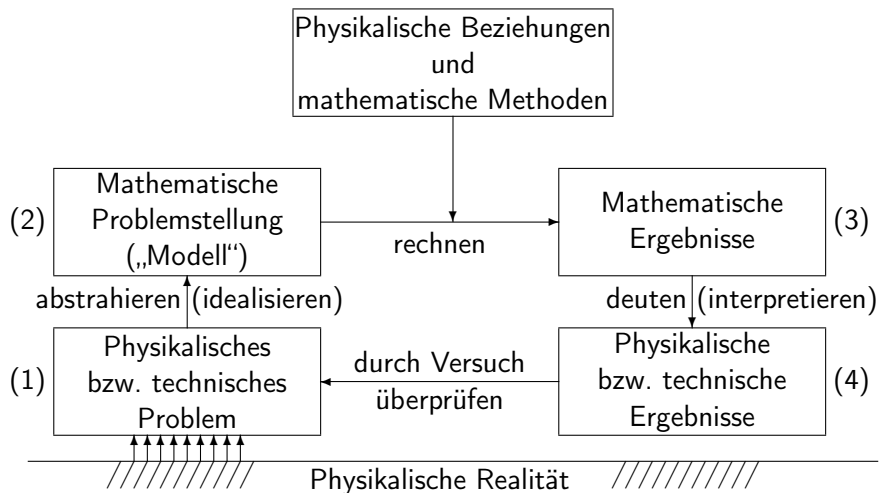 Physikalische Beziehungen
und
mathematische Methoden
(2)
Mathematische
Problemstellung
(„Modell“)
rechnen
Mathematische
Ergebnisse
(3)
abstrahieren (idealisieren)
deuten (interpretieren)
(1)
Physikalisches
bzw. technisches
Problem
durch Versuch
überprüfen
Physikalische
bzw. technische
Ergebnisse
(4)
Physikalische Realität